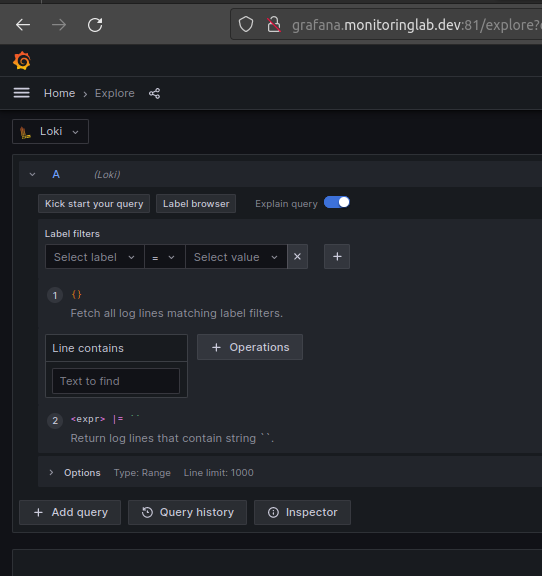 grafana.monitoringlab.dev:81/explore?
Home › Explore
Loki
A (Loki)
Kick start your query Label browser Explain query
Label filters
Select label = Select value × +
1 {}
Fetch all log lines matching label filters.
Line contains + Operations
Text to find
2 <expr> |= ``
Return log lines that contain string ``.
› Options Type: Range Line limit: 1000
+ Add query Query history Inspector